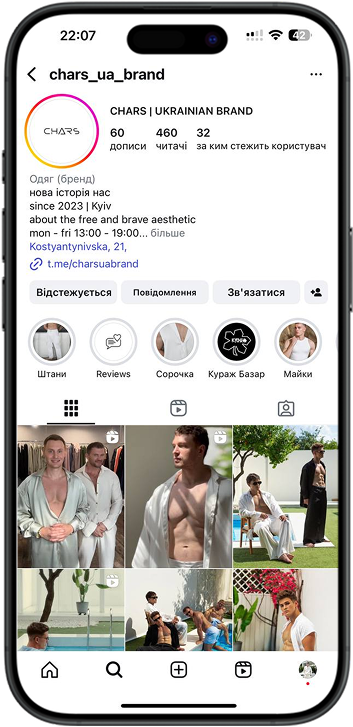 22:07
42
chars_ua_brand
CHARS
CHARS | UKRAINIAN BRAND
60 460 32
дописи читачі за ким стежить користувач
Одяг (бренд)
нова історія нас
since 2023 | Kyiv
about the free and brave aesthetic
mon - fri 13:00 - 19:00... більше
Kostyantynivska, 21,
t.me/charsuabrand
Відстежується Повідомлення Зв'язатися
Штани Reviews Сорочка Кураж Базар Майки